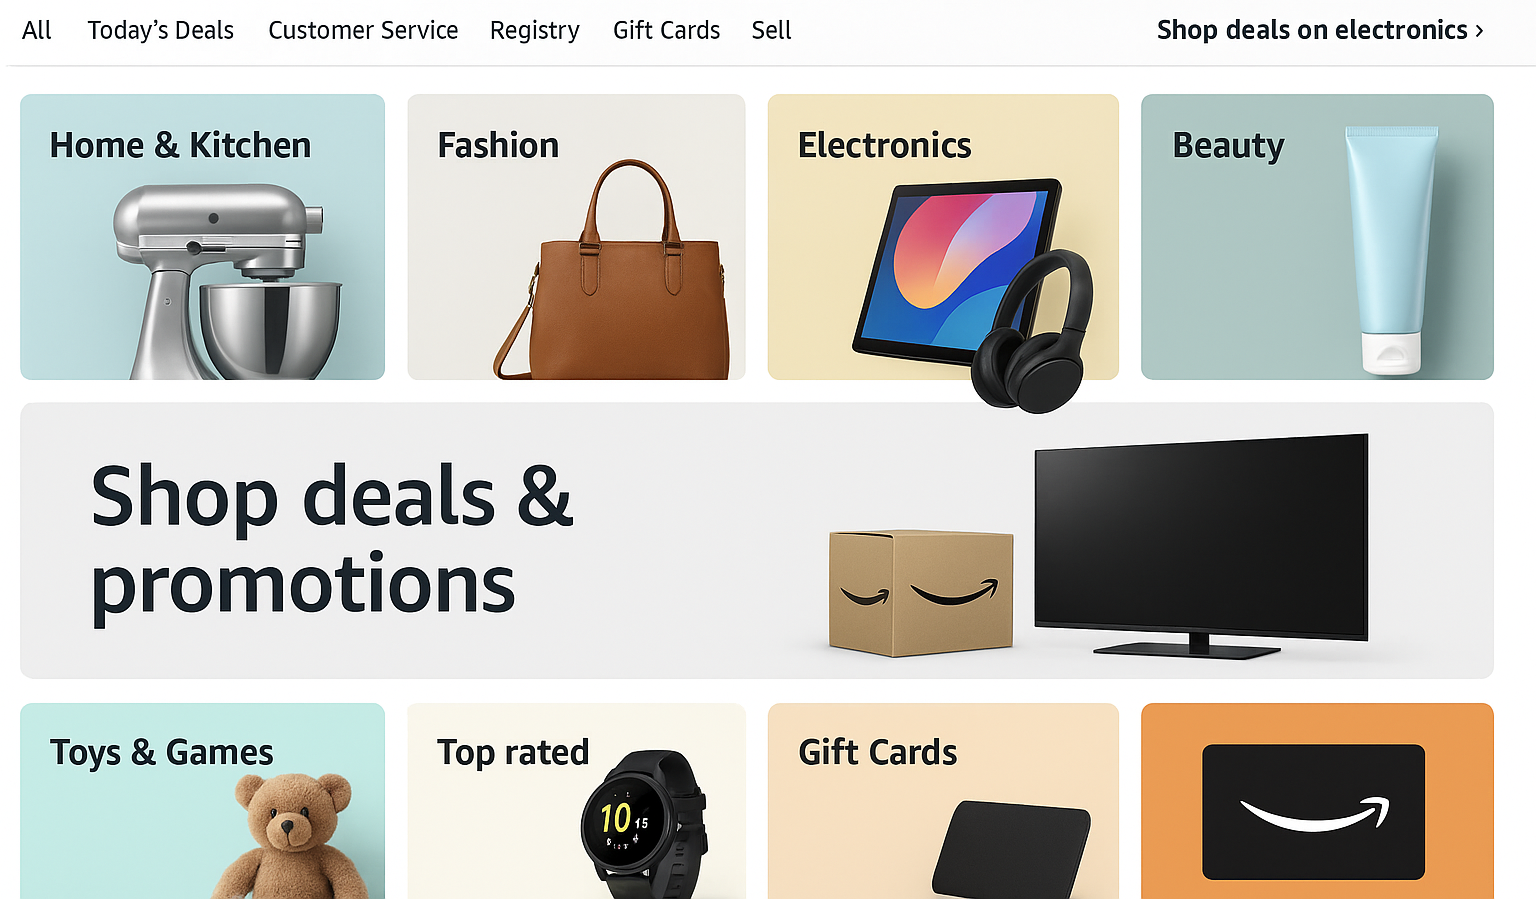 All Today's Deals Customer Service Registry Gift Cards Sell Shop deals on electronics ›
Home & Kitchen
Fashion
Electronics
Beauty
Shop deals &
promotions
Toys & Games
Top rated
10 15
Gift Cards